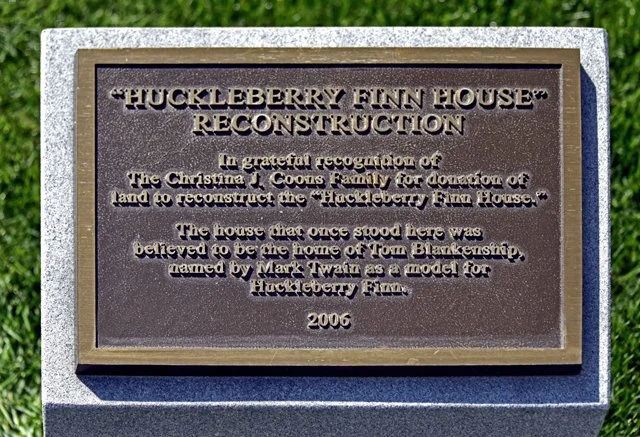 “HUCKLEBERRY FINN HOUSE”
RECONSTRUCTION
In grateful recognition of
The Christina J. Coons Family for donation of
land to reconstruct the “Huckleberry Finn House.“
The house that once stood here was
believed to be the home of Tom Blankenship,
named by Mark Twain as a model for
Huckleberry Finn.
2006